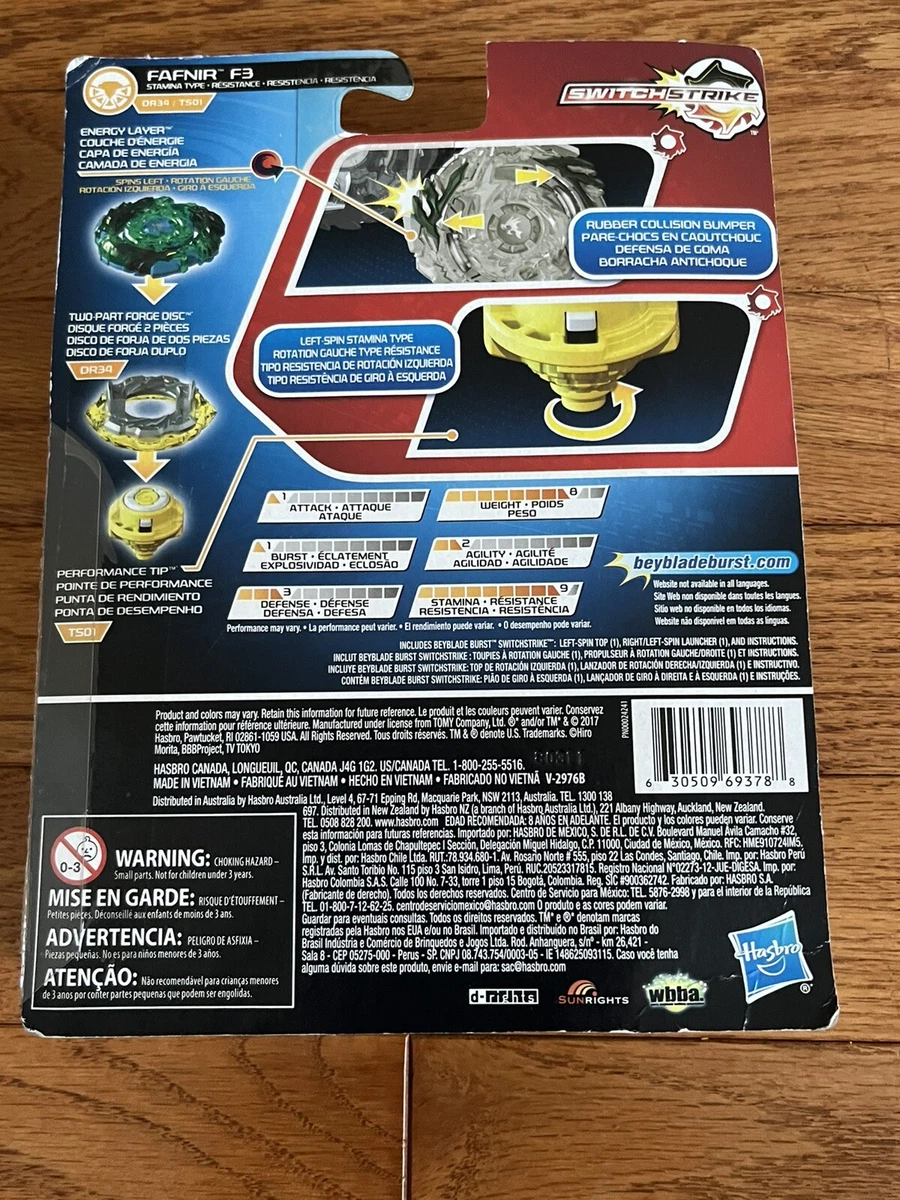 FAFNIR™ F3
STAMINA TYPE • RESISTANCE • RESISTENCIA • RESISTÊNCIA
DR34 / TS01
SWITCHSTRIKE™
ENERGY LAYER™
COUCHE D'ÉNERGIE
CAPA DE ENERGÍA
CAMADA DE ENERGIA
SPINS LEFT • ROTATION GAUCHE
ROTACIÓN IZQUIERDA • GIRO À ESQUERDA
RUBBER COLLISION BUMPER
PARE-CHOCS EN CAOUTCHOUC
DEFENSA DE GOMA
BORRACHA ANTICHOQUE
TWO-PART FORGE DISC™
DISQUE FORGÉ 2 PIÈCES
DISCO DE FORJA DE DOS PIEZAS
DISCO DE FORJA DUPLO
DR34
LEFT-SPIN STAMINA TYPE
ROTATION GAUCHE TYPE RÉSISTANCE
TIPO RESISTENCIA DE ROTACIÓN IZQUIERDA
TIPO RESISTÊNCIA DE GIRO À ESQUERDA
PERFORMANCE TIP™
POINTE DE PERFORMANCE
PUNTA DE RENDIMIENTO
PONTA DE DESEMPENHO
TS01
1
ATTACK • ATTAQUE
ATAQUE
8
WEIGHT • POIDS
PESO
1
BURST • ÉCLATEMENT
EXPLOSIVIDAD • ECLOSÃO
2
AGILITY • AGILITÉ
AGILIDAD • AGILIDADE
3
DEFENSE • DÉFENSE
DEFENSA • DEFESA
9
STAMINA • RÉSISTANCE
RESISTENCIA • RESISTÊNCIA
Performance may vary. • La performance peut varier. • El rendimiento puede variar. • O desempenho pode variar.
beybladeburst.com
Website not available in all languages.
Site Web non disponible dans toutes les langues.
Sitio web no disponible en todos los idiomas.
Website não disponível em todas as línguas.
INCLUDES BEYBLADE BURST™ SWITCHSTRIKE™: LEFT-SPIN TOP (1), RIGHT/LEFT-SPIN LAUNCHER (1), AND INSTRUCTIONS.
INCLUT BEYBLADE BURST SWITCHSTRIKE : TOUPIES À ROTATION GAUCHE (1), PROPULSEUR À ROTATION GAUCHE/DROITE (1) ET INSTRUCTIONS.
INCLUYE BEYBLADE BURST SWITCHSTRIKE: TOP DE ROTACIÓN IZQUIERDA (1), LANZADOR DE ROTACIÓN DERECHA/IZQUIERDA (1) E INSTRUCTIVO.
CONTÉM BEYBLADE BURST SWITCHSTRIKE: PIÃO DE GIRO À ESQUERDA (1), LANÇADOR DE GIRO À DIREITA E À ESQUERDA (1) E INSTRUÇÕES.
Product and colors may vary. Retain this information for future reference. Le produit et les couleurs peuvent varier. Conservez
cette information pour référence ultérieure. Manufactured under license from TOMY Company, Ltd. ®* and/or TM* & © 2017
Hasbro, Pawtucket, RI 02861-1059 USA. All Rights Reserved. Tous droits réservés. TM & ® denote U.S. Trademarks. ©Hiro
Morita, BBBProject, TV TOKYO
HASBRO CANADA, LONGUEUIL, QC, CANADA J4G 1G2. US/CANADA TEL. 1-800-255-5516.
MADE IN VIETNAM • FABRIQUÉ AU VIETNAM • HECHO EN VIETNAM • FABRICADO NO VIETNÃ V-2976B
PN00024241
6 30509 69378 8
Distributed in Australia by Hasbro Australia Ltd., Level 4, 67-71 Epping Rd, Macquarie Park, NSW 2113, Australia. TEL. 1300 138
697. Distributed in New Zealand by Hasbro NZ (a branch of Hasbro Australia Ltd.), 221 Albany Highway, Auckland, New Zealand.
TEL. 0508 828 200. www.hasbro.com EDAD RECOMENDADA: 8 AÑOS EN ADELANTE. El producto y los colores pueden variar. Conserve
esta información para futuras referencias. Importado por: HASBRO DE MÉXICO, S. DE R.L. DE C.V. Boulevard Manuel Ávila Camacho #32,
piso 3, Colonia Lomas de Chapultepec I Sección, Delegación Miguel Hidalgo, C.P. 11000, Ciudad de México, México. RFC: HME910724IM5.
Imp. y dist. por: Hasbro Chile Ltda. RUT.:78.934.680-1. Av. Rosario Norte # 555, piso 22 Las Condes, Santiago, Chile. Imp. por: Hasbro Perú
S.R.L. Av. Santo Toribio No. 115 piso 3 San Isidro, Lima, Perú. RUC.20523317815. Registro Nacional N°02273-12-JUE-DIGESA. Imp. por:
Hasbro Colombia S.A.S. Calle 100 No. 7-33, torre 1 piso 15 Bogotá, Colombia. Reg. SIC #900362742. Fabricado por: HASBRO S.A.
(Fabricante de derecho). Todos los derechos reservados. Centro de Servicio para México. TEL. 5876-2998 y para el interior de la República
TEL. 01-800-7-12-62-25. centrodeserviciomexico@hasbro.com O produto e as cores podem variar.
Guardar para eventuais consultas. Todos os direitos reservados. TM* e ®* denotam marcas
registradas pela Hasbro nos EUA e/ou no Brasil. Importado e distribuído no Brasil por: Hasbro do
Brasil Indústria e Comércio de Brinquedos e Jogos Ltda. Rod. Anhanguera, s/nº - km 26,421 -
Sala 8 - CEP 05275-000 - Perus - SP. CNPJ 08.743.754/0003-05 - IE 148625093115. Caso você tenha
alguma dúvida sobre este produto, envie e-mail para: sac@hasbro.com
0-3
WARNING: CHOKING HAZARD –
Small parts. Not for children under 3 years.
MISE EN GARDE: RISQUE D'ÉTOUFFEMENT –
Petites pièces. Déconseillé aux enfants de moins de 3 ans.
ADVERTENCIA: PELIGRO DE ASFIXIA –
Piezas pequeñas. No es para niños menores de 3 años.
ATENÇÃO: Não recomendável para crianças menores
de 3 anos por conter partes pequenas que podem ser engolidas.
d-rights
SUNRIGHTS
wbba.
Hasbro
®